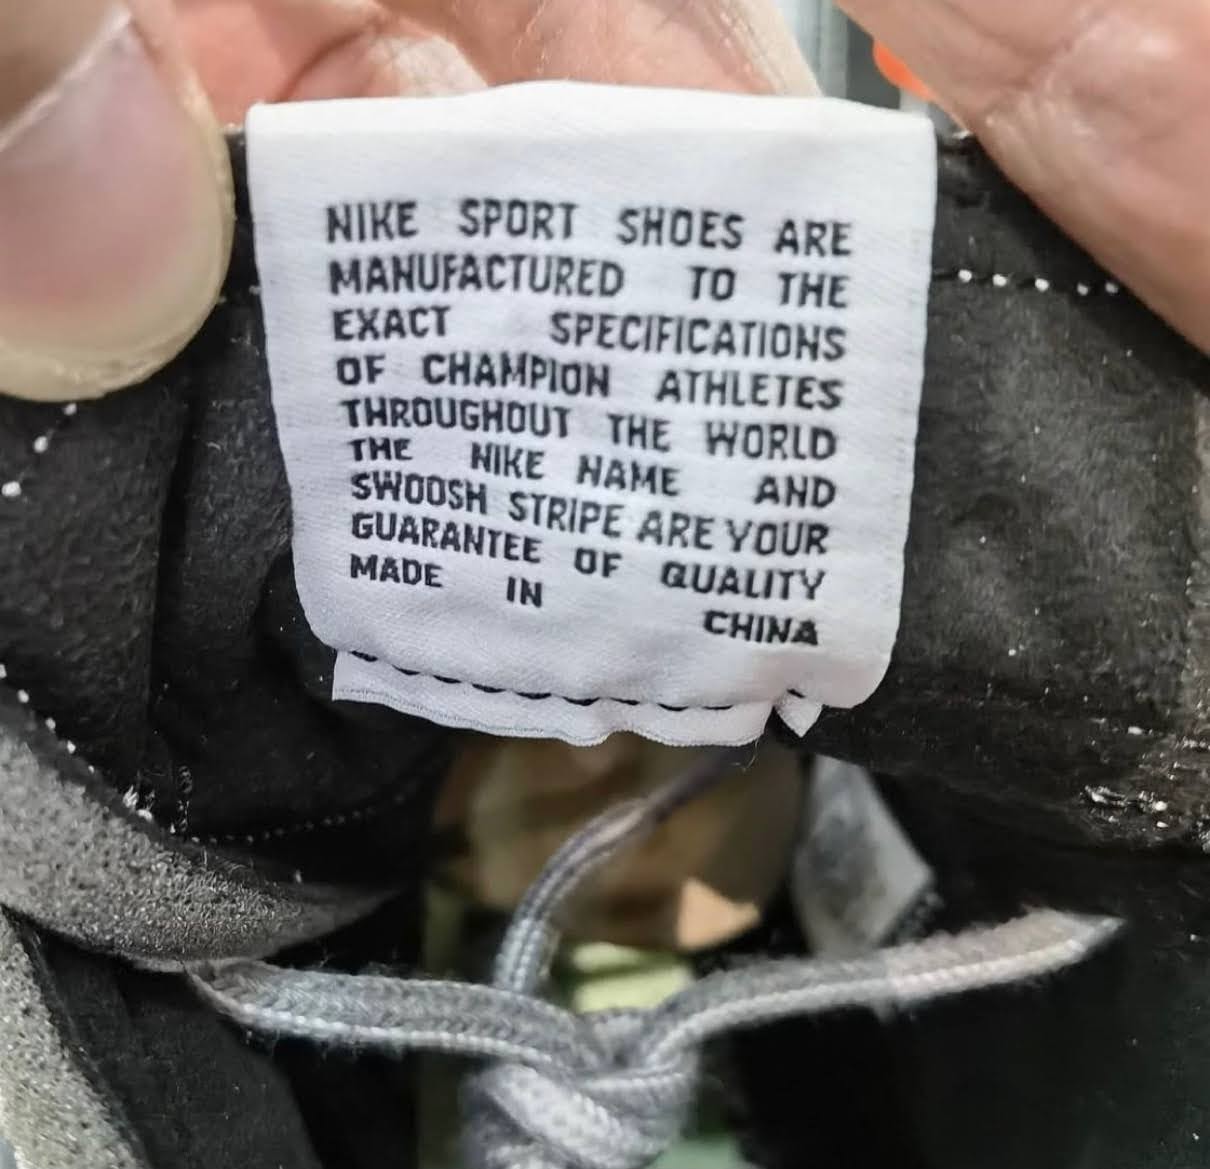 NIKE SPORT SHOES ARE
MANUFACTURED TO THE
EXACT SPECIFICATIONS
OF CHAMPION ATHLETES
THROUGHOUT THE WORLD
THE NIKE NAME AND
SWOOSH STRIPE ARE YOUR
GUARANTEE OF QUALITY
MADE IN CHINA